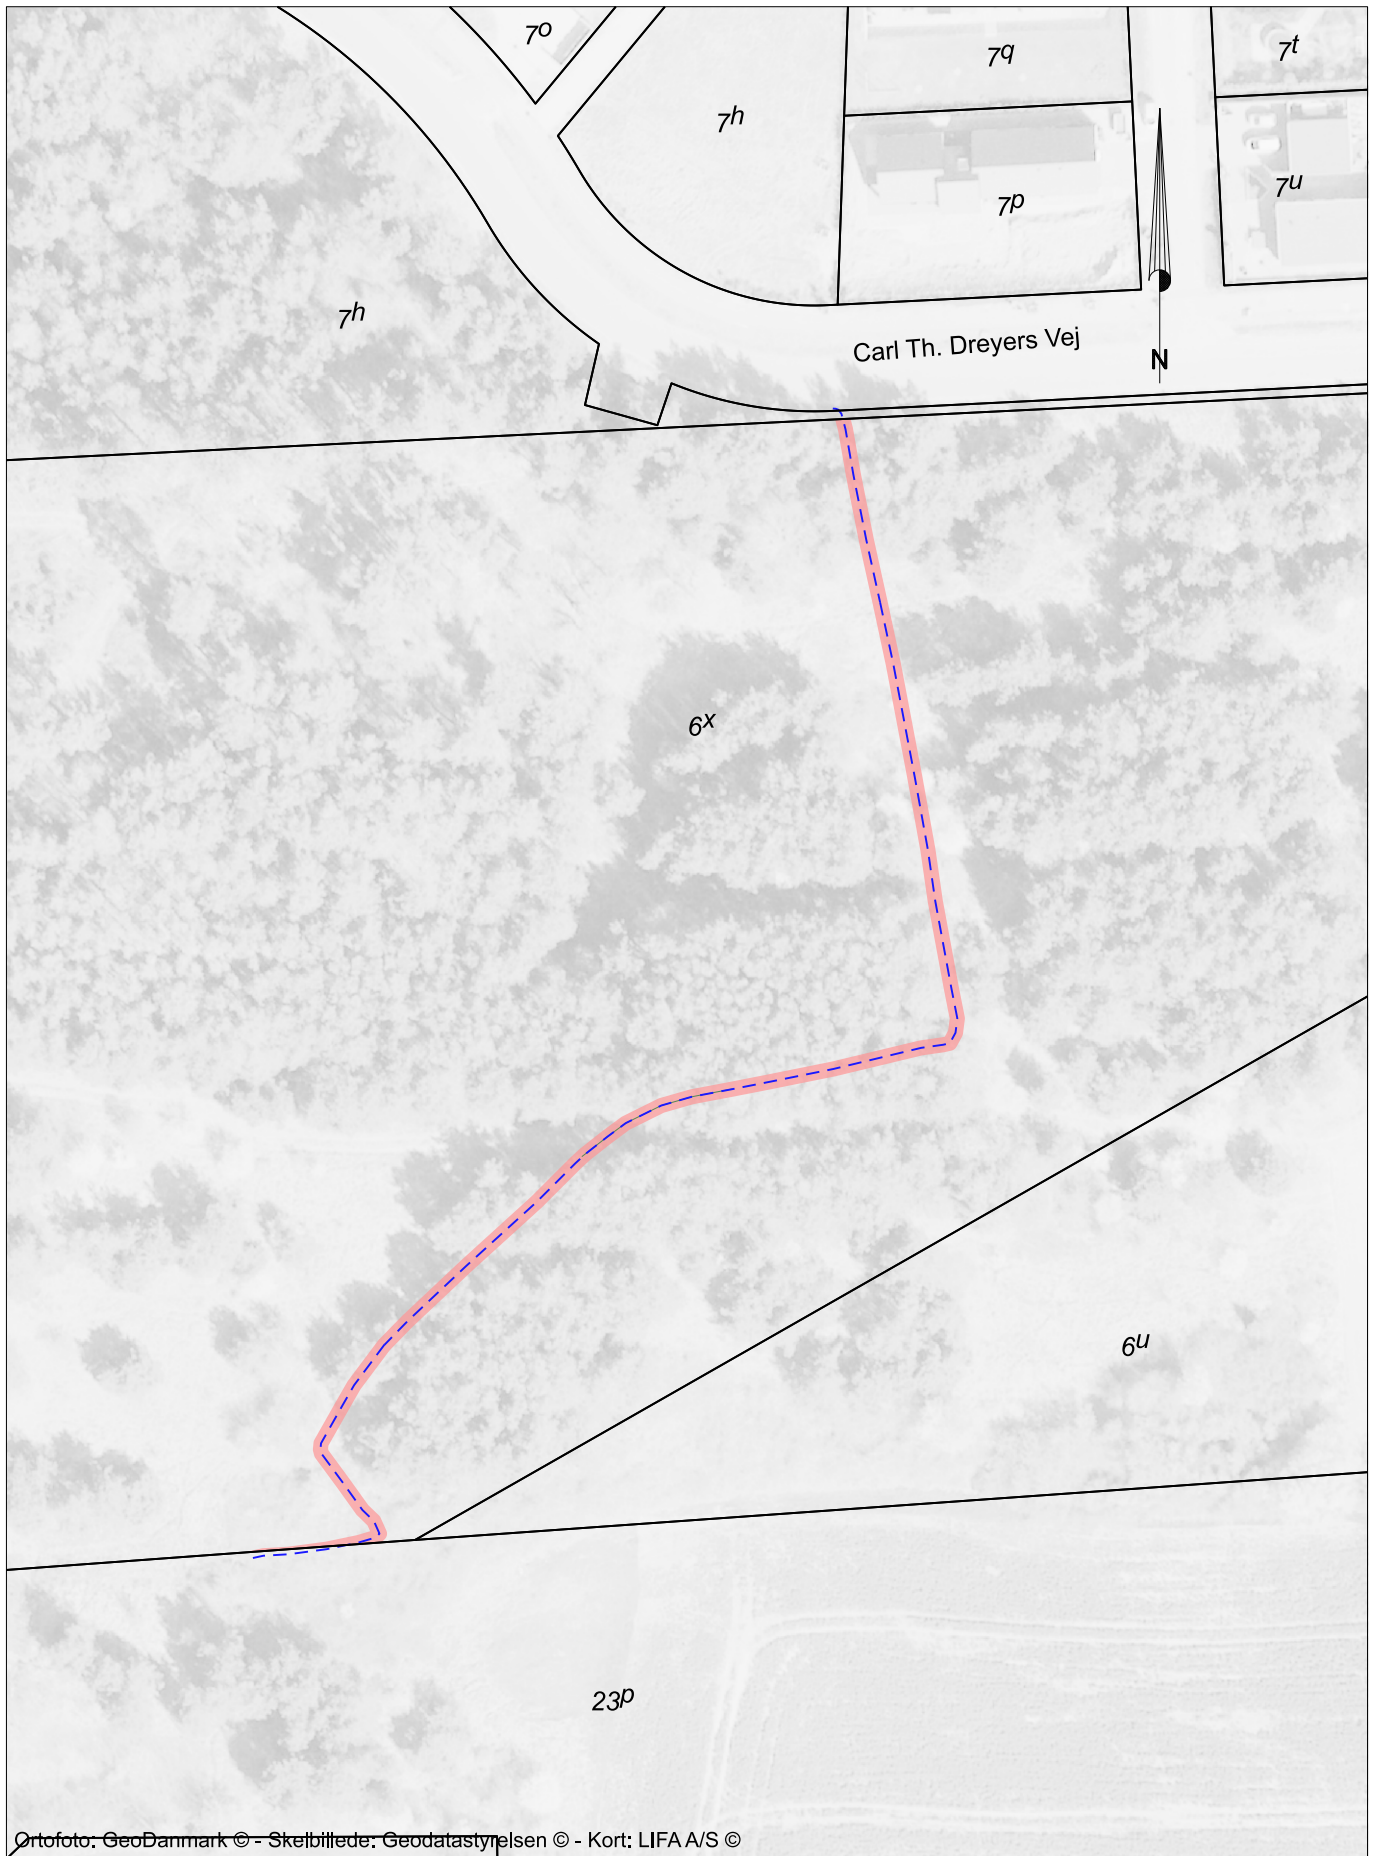 7o
7q
7t
7h
7p
7u
7h
Carl Th. Dreyers Vej
N
6x
6u
23p
Ortofoto: GeoDanmark © - Skelbillede: Geodatastyrelsen © - Kort: LIFA A/S ©